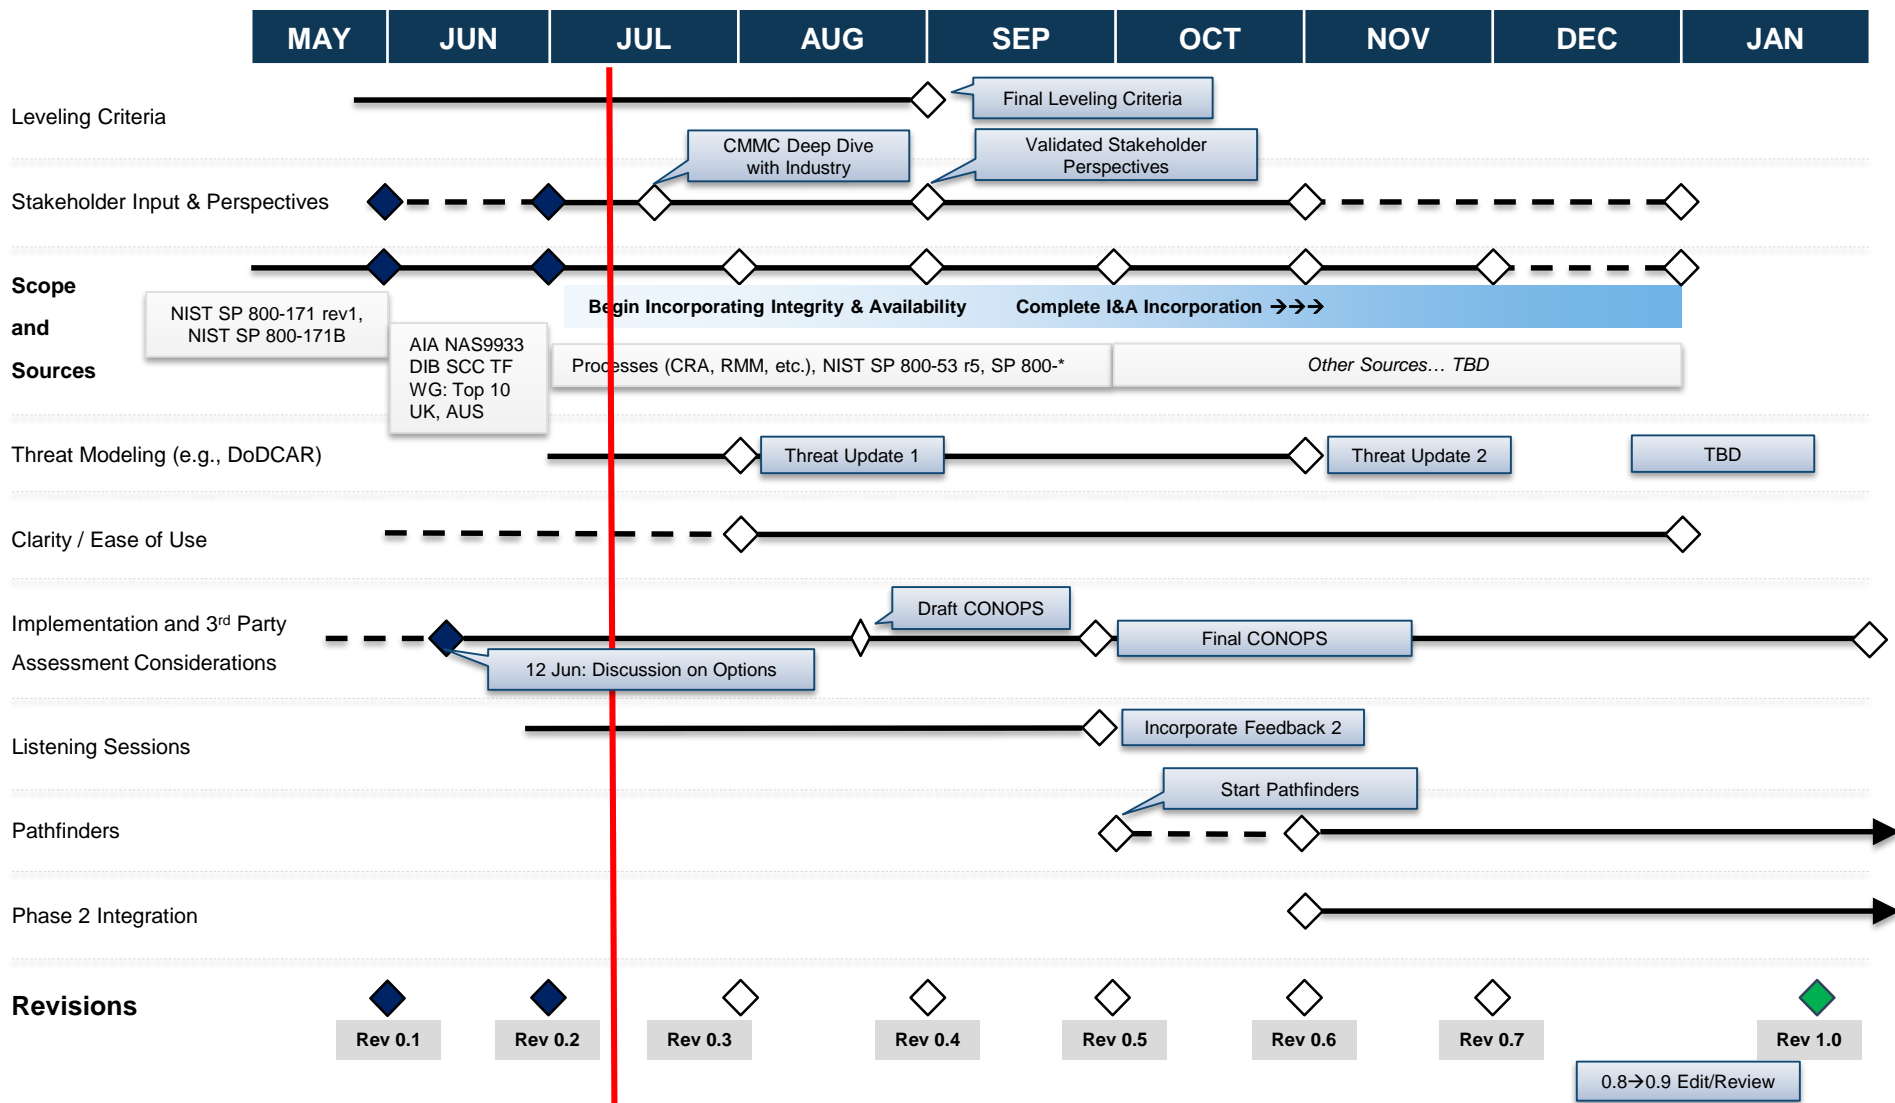 MAY JUN JUL AUG SEP OCT NOV DEC JAN
Leveling Criteria
Final Leveling Criteria
CMMC Deep Dive
with Industry
Validated Stakeholder
Perspectives
Stakeholder Input & Perspectives
Scope
and
Sources
Begin Incorporating Integrity & Availability Complete I&A Incorporation →→→
NIST SP 800-171 rev1,
NIST SP 800-171B
AIA NAS9933
DIB SCC TF
WG: Top 10
UK, AUS
Processes (CRA, RMM, etc.), NIST SP 800-53 r5, SP 800-*
Other Sources… TBD
Threat Modeling (e.g., DoDCAR)
Threat Update 1
Threat Update 2
TBD
Clarity / Ease of Use
Implementation and 3rd Party
Assessment Considerations
Draft CONOPS
Final CONOPS
12 Jun: Discussion on Options
Listening Sessions
Incorporate Feedback 2
Start Pathfinders
Pathfinders
Phase 2 Integration
Revisions
Rev 0.1 Rev 0.2 Rev 0.3 Rev 0.4 Rev 0.5 Rev 0.6 Rev 0.7 Rev 1.0
0.8→0.9 Edit/Review